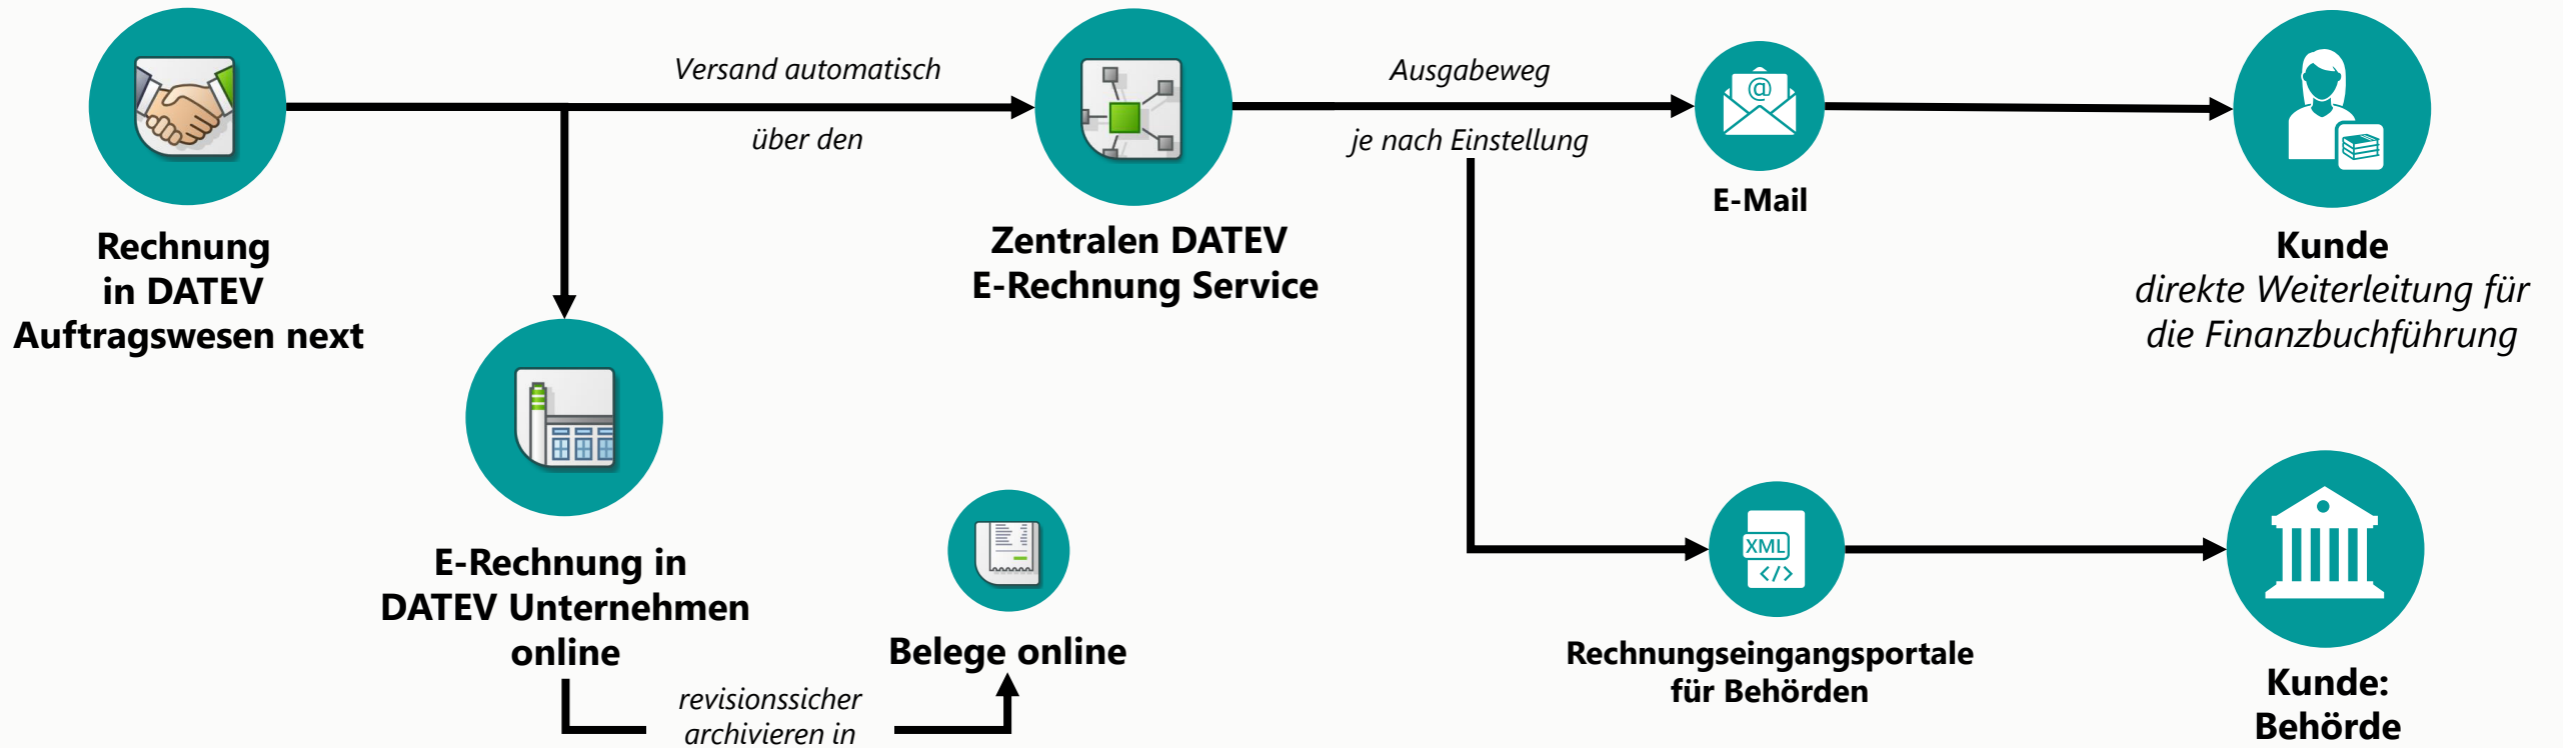 Rechnung
in DATEV
Auftragswesen next
Versand automatisch
über den
Zentralen DATEV
E-Rechnung Service
Ausgabeweg
je nach Einstellung
@
E-Mail
Kunde
direkte Weiterleitung für
die Finanzbuchführung
E-Rechnung in
DATEV Unternehmen
online
revisionssicher
archivieren in
Belege online
XML
</>
Rechnungseingangsportale
für Behörden
Kunde:
Behörde